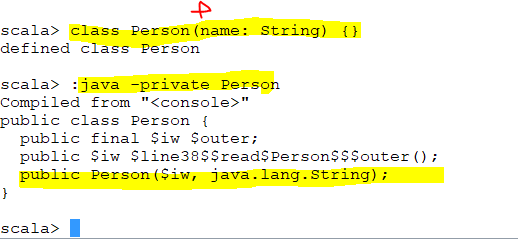 scala> class Person(name: String) {}
defined class Person
scala> :java -private Person
Compiled from "<console>"
public class Person {
  public final $iw $outer;
  public $iw $line38$$read$Person$$$outer();
  public Person($iw, java.lang.String);
}
scala>